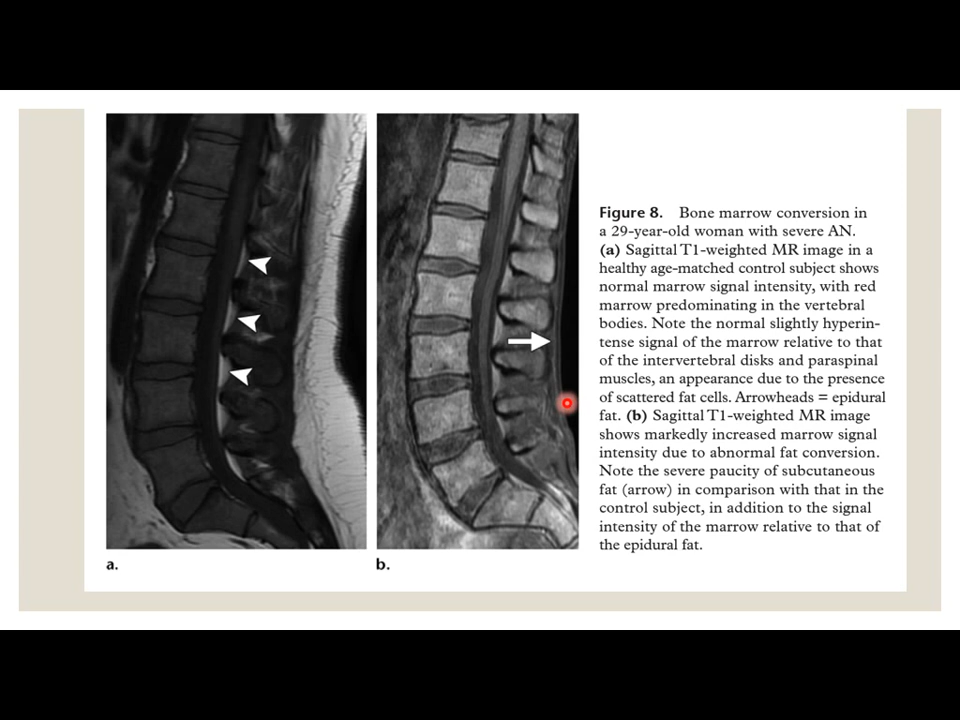 Figure 8. Bone marrow conversion in
a 29-year-old woman with severe AN.
(a) Sagittal T1-weighted MR image in a
healthy age-matched control subject shows
normal marrow signal intensity, with red
marrow predominating in the vertebral
bodies. Note the normal slightly hyperin-
tense signal of the marrow relative to that
of the intervertebral disks and paraspinal
muscles, an appearance due to the presence
of scattered fat cells. Arrowheads = epidural
fat. (b) Sagittal T1-weighted MR image
shows markedly increased marrow signal
intensity due to abnormal fat conversion.
Note the severe paucity of subcutaneous
fat (arrow) in comparison with that in the
control subject, in addition to the signal
intensity of the marrow relative to that of
the epidural fat.
a.
b.